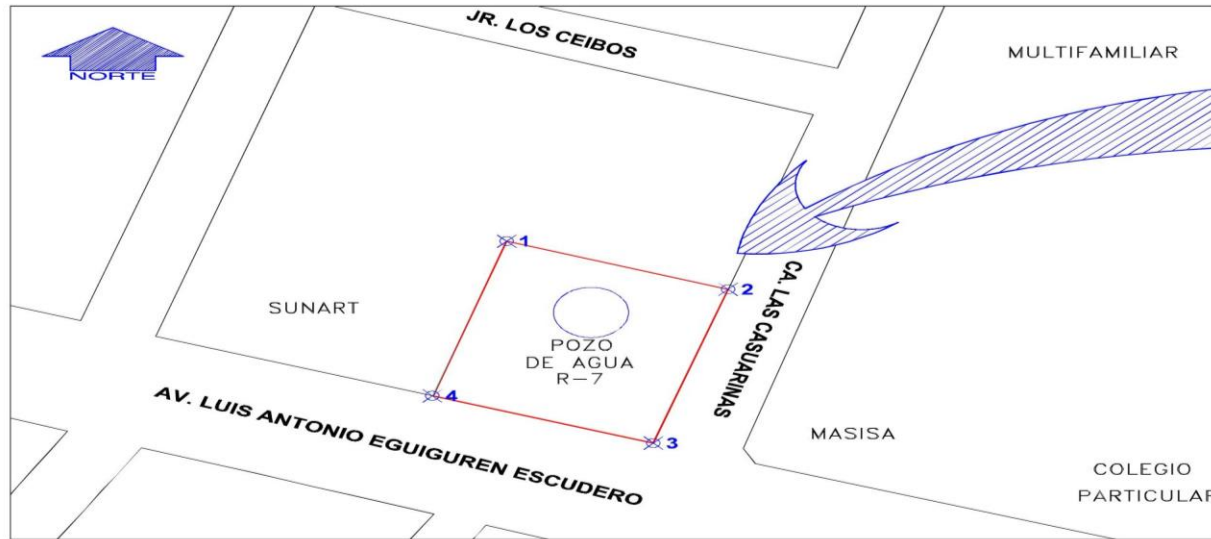 JR. LOS CEIBOS
NORTE
MULTIFAMILIAR
1
2
CA. LAS CASUARINAS
SUNART
POZO
DE AGUA
R-7
4
3
AV. LUIS ANTONIO EGUIGUREN ESCUDERO
MASISA
COLEGIO
PARTICULAR